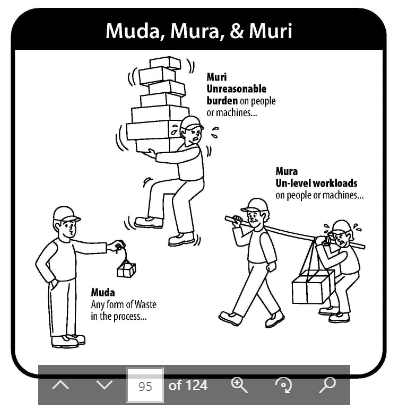 Muda, Mura, & Muri
Muri
Unreasonable
burden on people
or machines...
Mura
Un-level workloads
on people or machines...
Muda
Any form of Waste
in the process...
95 of 124